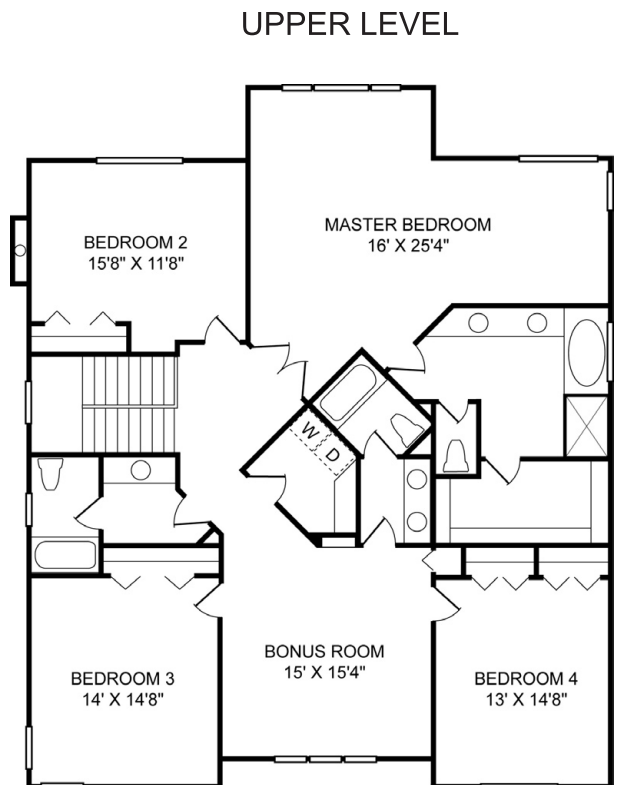 UPPER LEVEL
MASTER BEDROOM
16' X 25'4"
BEDROOM 2
15'8" X 11'8"
W
D
BONUS ROOM
15' X 15'4"
BEDROOM 3
14' X 14'8"
BEDROOM 4
13' X 14'8"